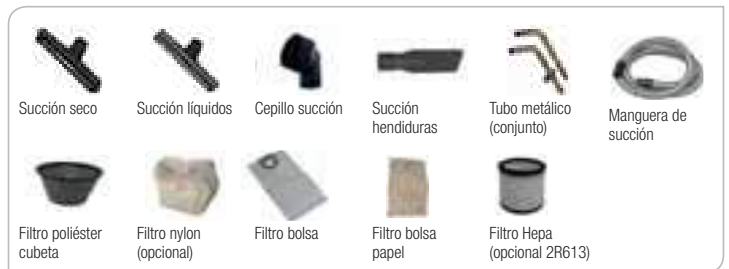 Succión seco
Succión líquidos
Cepillo succión
Succión
hendiduras
Tubo metálico
(conjunto)
Manguera de
succión
Filtro poliéster
cubeta
Filtro nylon
(opcional)
Filtro bolsa
Filtro bolsa
papel
Filtro Hepa
(opcional 2R613)